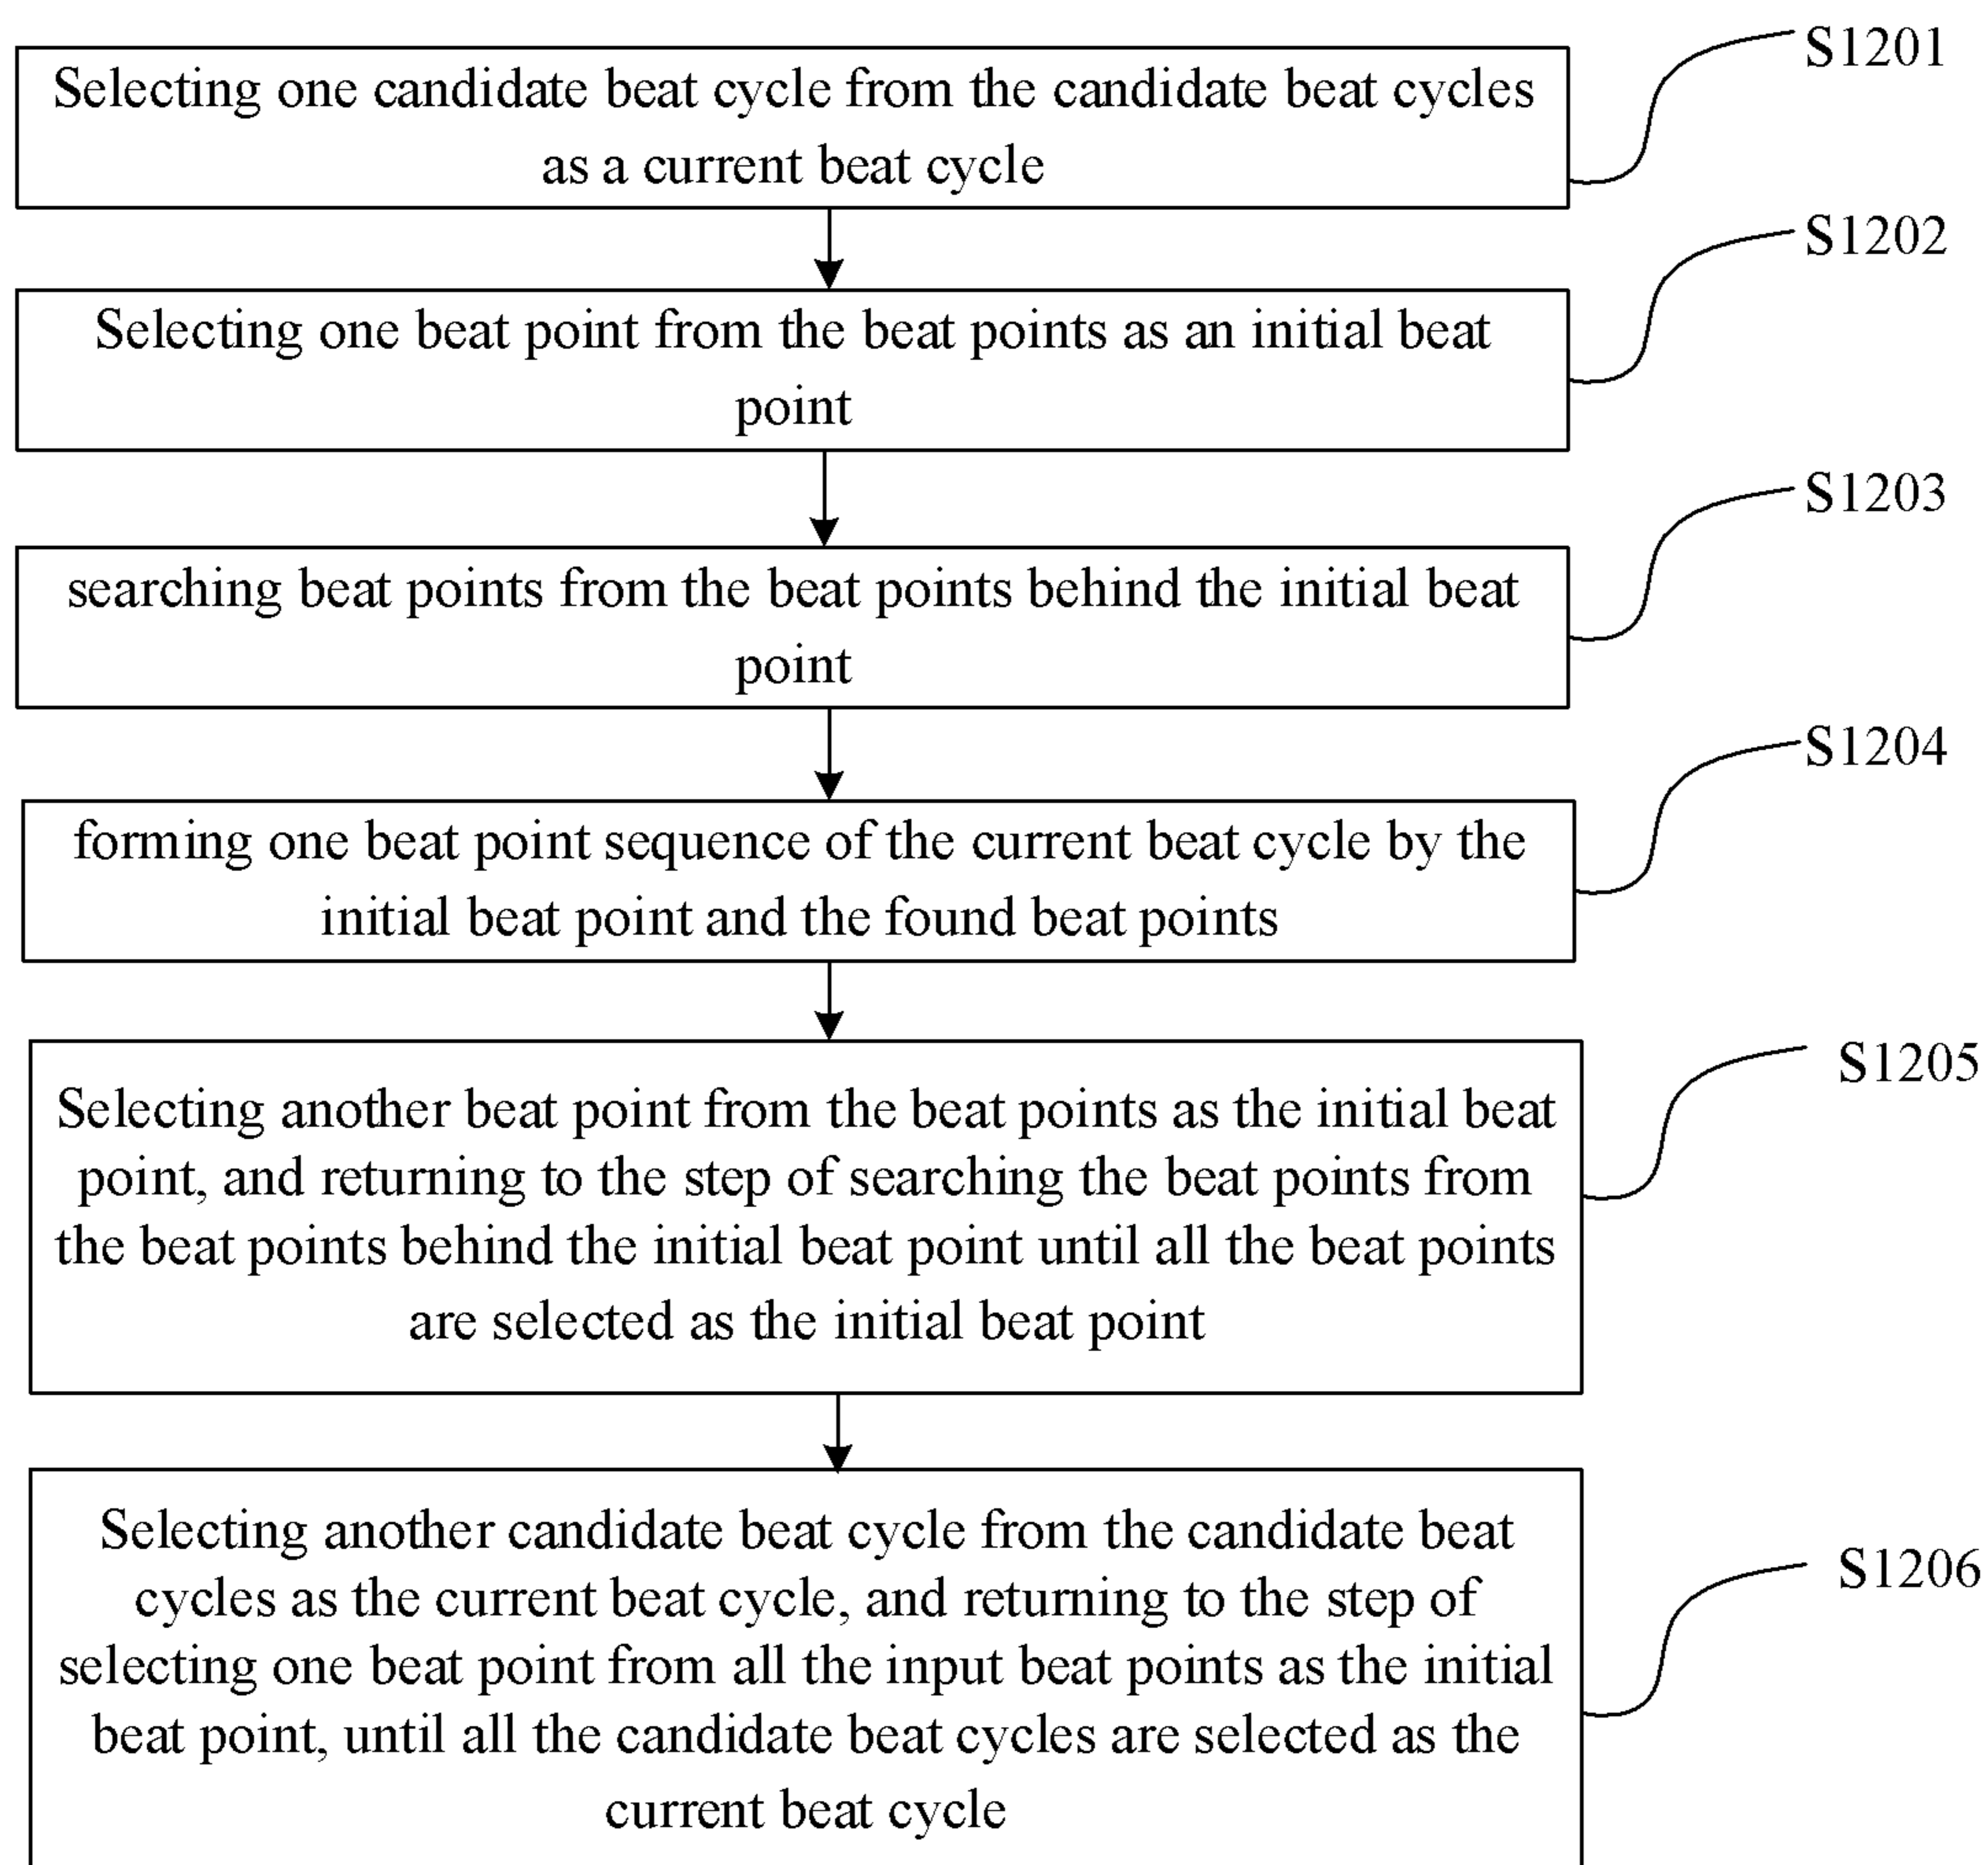 S1201
Selecting one candidate beat cycle from the candidate beat cycles
as a current beat cycle
S1202
Selecting one beat point from the beat points as an initial beat
point
S1203
searching beat points from the beat points behind the initial beat
point
S1204
forming one beat point sequence of the current beat cycle by the
initial beat point and the found beat points
S1205
Selecting another beat point from the beat points as the initial beat
point, and returning to the step of searching the beat points from
the beat points behind the initial beat point until all the beat points
are selected as the initial beat point
S1206
Selecting another candidate beat cycle from the candidate beat
cycles as the current beat cycle, and returning to the step of
selecting one beat point from all the input beat points as the initial
beat point, until all the candidate beat cycles are selected as the
current beat cycle